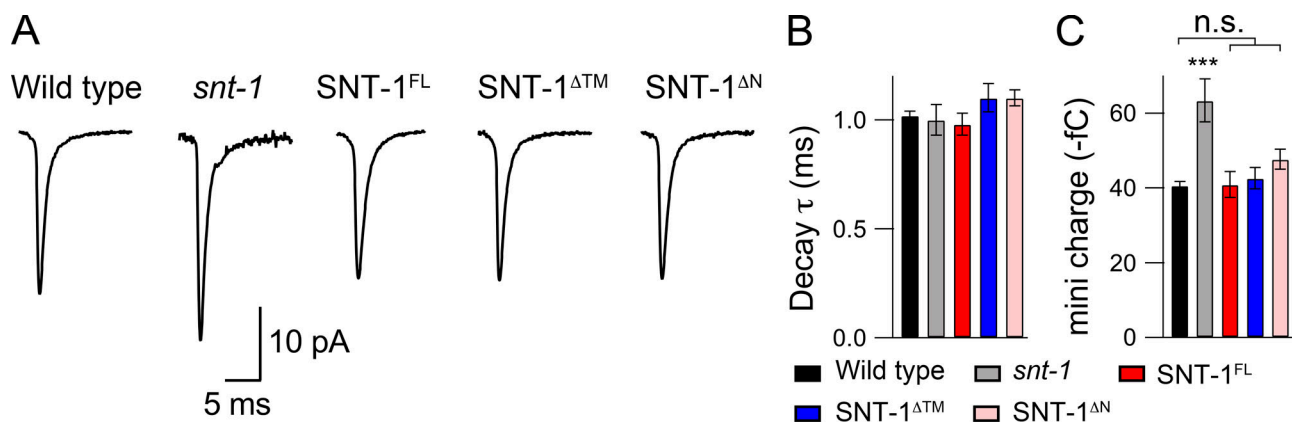 A
Wild type snt-1 SNT-1FL SNT-1ΔTM SNT-1ΔN
10 pA
5 ms
B
Decay τ (ms)
1.0
0.5
0.0
C
n.s.
***
mini charge (-fC)
60
40
20
0
Wild type snt-1 SNT-1FL
SNT-1ΔTM SNT-1ΔN